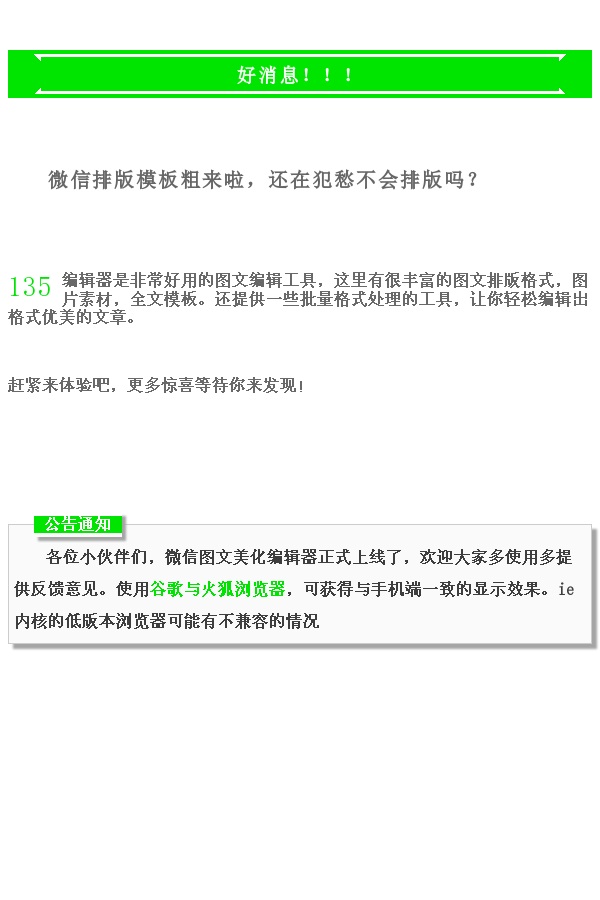 好消息！！！
微信排版模板粗来啦，还在犯愁不会排版吗？
135 编辑器是非常好用的图文编辑工具，这里有很丰富的图文排版格式，图
片素材，全文模板。还提供一些批量格式处理的工具，让你轻松编辑出
格式优美的文章。
赶紧来体验吧，更多惊喜等待你来发现!
公告通知
各位小伙伴们，微信图文美化编辑器正式上线了，欢迎大家多使用多提
供反馈意见。使用谷歌与火狐浏览器，可获得与手机端一致的显示效果。ie
内核的低版本浏览器可能有不兼容的情况